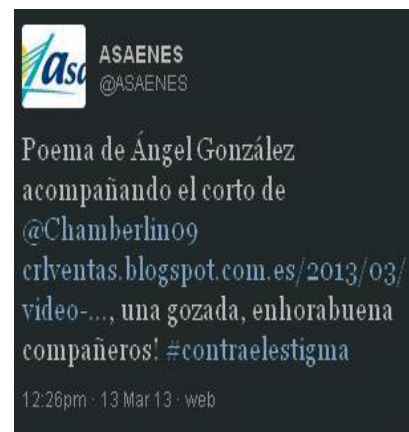 asa
ASAENES
@ASAENES
Poema de Ángel González
acompañando el corto de
@Chamberlin09
crlventas.blogspot.com.es/2013/03/
video-..., una gozada, enhorabuena
compañeros! #contraelestigma
12:26pm · 13 Mar 13 · web